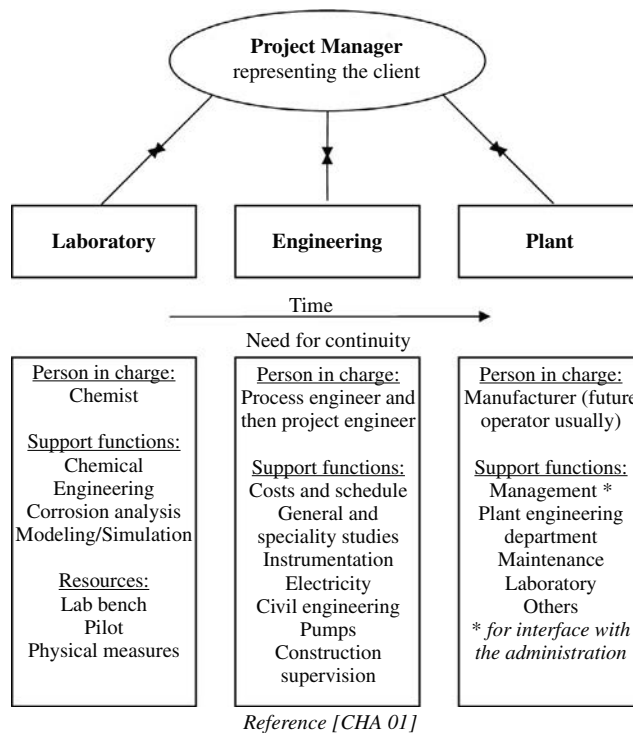 Project Manager
representing the client
Laboratory
Engineering
Plant
Time
Need for continuity
Person in charge:
Chemist
Support functions:
Chemical
Engineering
Corrosion analysis
Modeling/Simulation
Resources:
Lab bench
Pilot
Physical measures
Person in charge:
Process engineer and
then project engineer
Support functions:
Costs and schedule
General and
speciality studies
Instrumentation
Electricity
Civil engineering
Pumps
Construction
supervision
Person in charge:
Manufacturer (future
operator usually)
Support functions:
Management *
Plant engineering
department
Maintenance
Laboratory
Others
* for interface with
the administration
Reference [CHA 01]